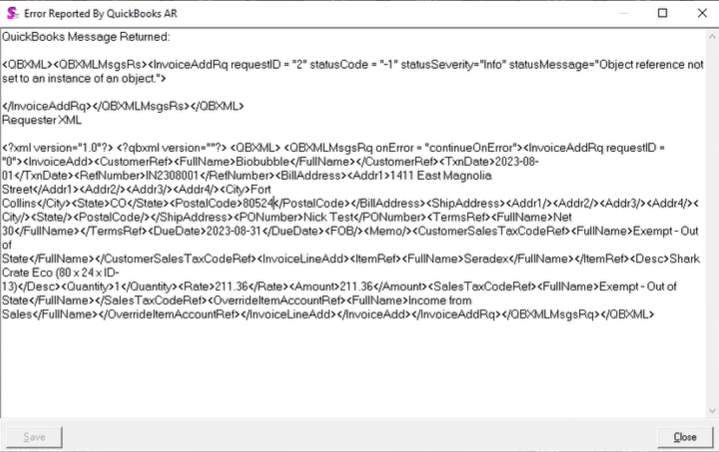 Error Reported By QuickBooks AR
QuickBooks Message Returned:
<QBXML><QBXMLMsgsRs><InvoiceAddRq requestID = "2" statusCode = "-1" statusSeverity="Info" statusMessage="Object reference not
set to an instance of an object.">
</InvoiceAddRq></QBXMLMsgsRs></QBXML>
Requester XML
<?xml version="1.0"?> <?qbxml version=""?> <QBXML> <QBXMLMsgsRq onError = "continueOnError"><InvoiceAddRq requestID =
"0"><InvoiceAdd><CustomerRef><FullName>Biobubble</FullName></CustomerRef><TxnDate>2023-08-
01</TxnDate><RefNumber>IN2308001</RefNumber><BillAddress><Addr1>1411 East Magnolia
Street</Addr1><Addr2/><Addr3/><Addr4/><City>Fort
Collins</City><State>CO</State><PostalCode>80524</PostalCode></BillAddress><ShipAddress><Addr1/><Addr2/><Addr3/><Addr4/><
City/><State/><PostalCode/></ShipAddress><PONumber>Nick Test</PONumber><TermsRef><FullName>Net
30</FullName></TermsRef><DueDate>2023-08-31</DueDate><FOB/><Memo/><CustomerSalesTaxCodeRef><FullName>Exempt - Out
of
State</FullName></CustomerSalesTaxCodeRef><InvoiceLineAdd><ItemRef><FullName>Seradex</FullName></ItemRef><Desc>Shark
Crate Eco (80 x 24 x ID-
13)</Desc><Quantity>1</Quantity><Rate>211.36</Rate><Amount>211.36</Amount><SalesTaxCodeRef><FullName>Exempt - Out of
State</FullName></SalesTaxCodeRef><OverrideItemAccountRef><FullName>Income from
Sales</FullName></OverrideItemAccountRef></InvoiceLineAdd></InvoiceAdd></InvoiceAddRq></QBXMLMsgsRq></QBXML>
Save
Close